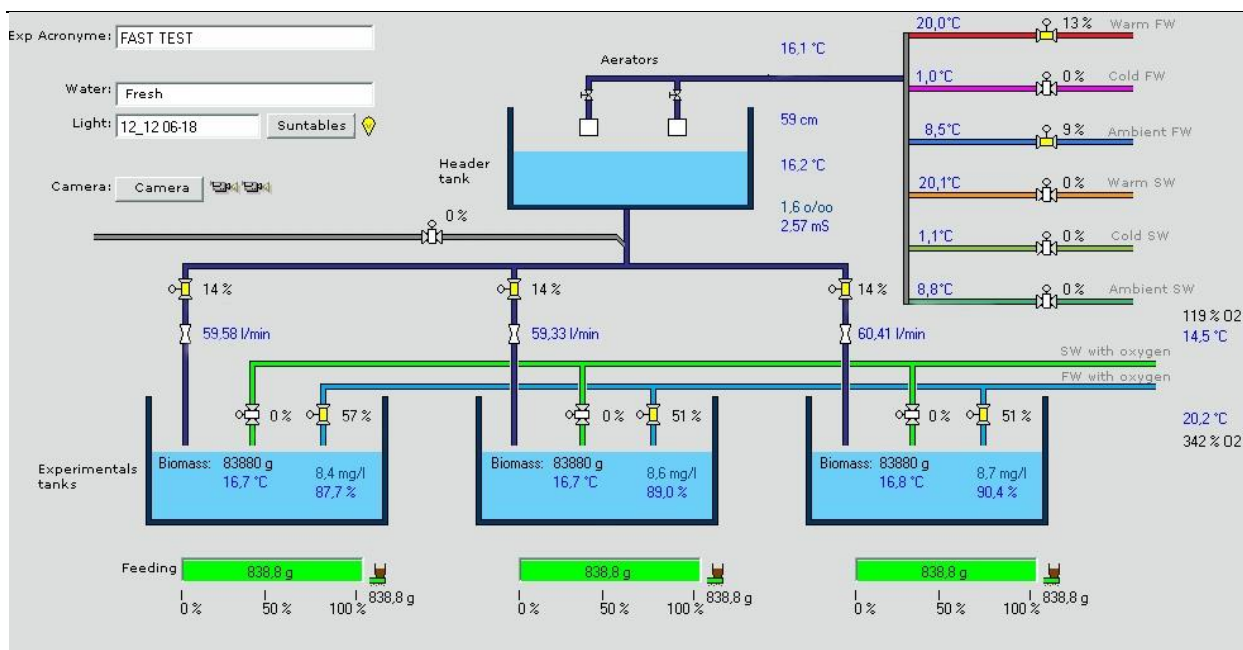 Exp Acronyme: FAST TEST
Water: Fresh
Light: 12_12 06-18 Suntables
Camera: Camera
Aerators
16,1 °C
59 cm
Header
tank
16,2 °C
1,6 o/oo
2,57 mS
0 %
20,0°C 13 % Warm FW
1,0°C 0 % Cold FW
8,5°C 9 % Ambient FW
20,1°C 0 % Warm SW
1,1°C 0 % Cold SW
8,8°C 0 % Ambient SW
119 % O2
14,5 °C
14 % 14 % 14 %
59,58 l/min 59,33 l/min 60,41 l/min
SW with oxygen
FW with oxygen
20,2 °C
342 % O2
0 % 57 % 0 % 51 % 0 % 51 %
Experimentals
tanks
Biomass: 83880 g
16,7 °C
8,4 mg/l
87,7 %
Biomass: 83880 g
16,7 °C
8,6 mg/l
89,0 %
Biomass: 83880 g
16,8 °C
8,7 mg/l
90,4 %
Feeding 838,8 g 838,8 g 838,8 g
0 % 50 % 100 % 838,8 g
0 % 50 % 100 % 838,8 g
0 % 50 % 100 % 838,8 g